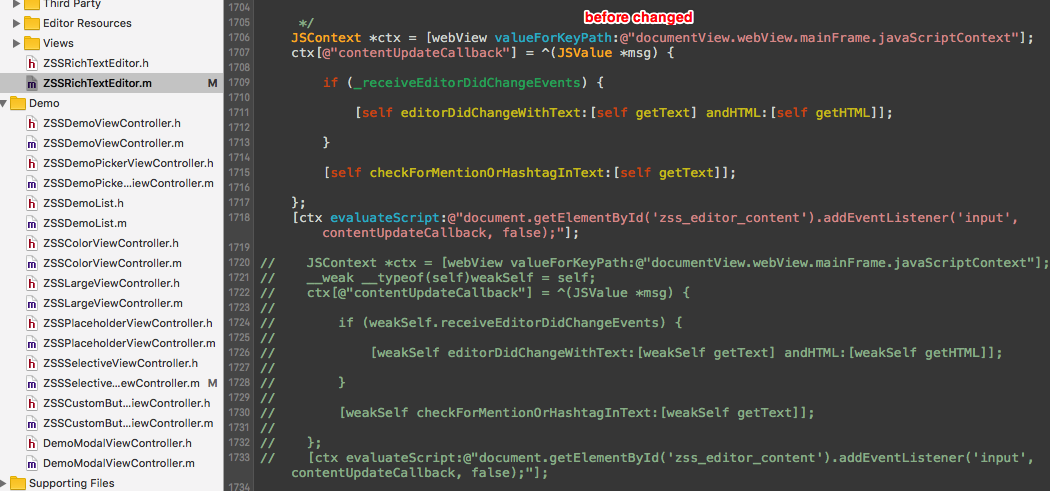 Third Party
Editor Resources
Views
h ZSSRichTextEditor.h
m ZSSRichTextEditor.m M
Demo
h ZSSDemoViewController.h
m ZSSDemoViewController.m
h ZSSDemoPickerViewController.h
m ZSSDemoPicke...iewController.m
h ZSSDemoList.h
m ZSSDemoList.m
h ZSSColorViewController.h
m ZSSColorViewController.m
h ZSSLargeViewController.h
m ZSSLargeViewController.m
h ZSSPlaceholderViewController.h
m ZSSPlaceholderViewController.m
h ZSSSelectiveViewController.h
m ZSSSelective...ewController.m M
h ZSSCustomBut...ewController.h
m ZSSCustomBut...ewController.m
h DemoModalViewController.h
m DemoModalViewController.m
Supporting Files
before changed
1704
1705 */
1706 JSContext *ctx = [webView valueForKeyPath:@"documentView.webView.mainFrame.javaScriptContext"];
1707 ctx[@"contentUpdateCallback"] = ^(JSValue *msg) {
1708
1709 if (_receiveEditorDidChangeEvents) {
1710
1711 [self editorDidChangeWithText:[self getText] andHTML:[self getHTML]];
1712
1713 }
1714
1715 [self checkForMentionOrHashtagInText:[self getText]];
1716
1717 };
1718 [ctx evaluateScript:@"document.getElementById('zss_editor_content').addEventListener('input',
contentUpdateCallback, false);"];
1719
1720 // JSContext *ctx = [webView valueForKeyPath:@"documentView.webView.mainFrame.javaScriptContext"];
1721 // __weak __typeof(self)weakSelf = self;
1722 // ctx[@"contentUpdateCallback"] = ^(JSValue *msg) {
1723 //
1724 // if (weakSelf.receiveEditorDidChangeEvents) {
1725 //
1726 // [weakSelf editorDidChangeWithText:[weakSelf getText] andHTML:[weakSelf getHTML]];
1727 //
1728 // }
1729 //
1730 // [weakSelf checkForMentionOrHashtagInText:[weakSelf getText]];
1731 //
1732 // };
1733 // [ctx evaluateScript:@"document.getElementById('zss_editor_content').addEventListener('input',
contentUpdateCallback, false);"];
1734